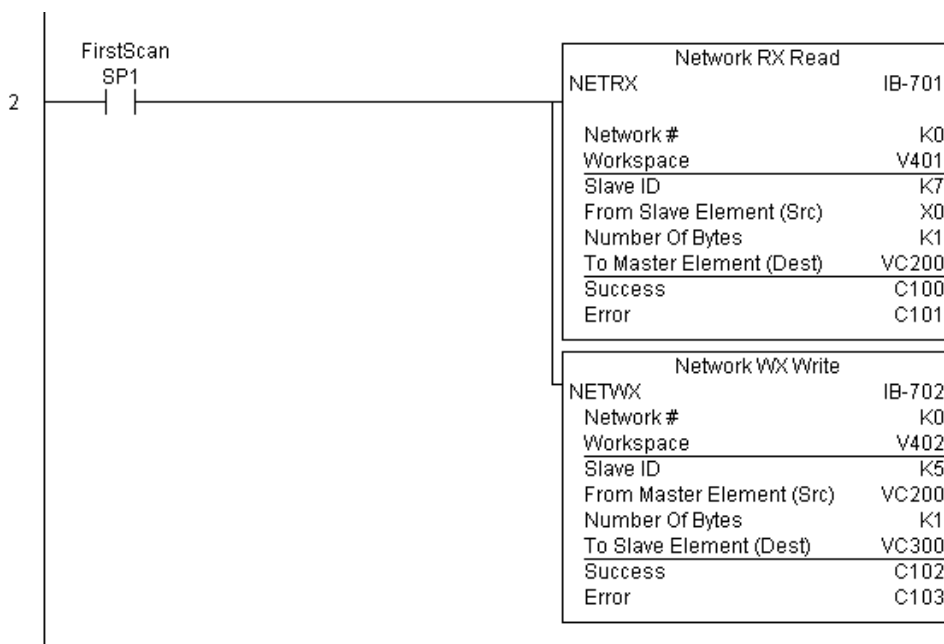 FirstScan
SP1
2
Network RX Read
NETRX IB-701
Network # K0
Workspace V401
Slave ID K7
From Slave Element (Src) X0
Number Of Bytes K1
To Master Element (Dest) VC200
Success C100
Error C101
Network WX Write
NETWX IB-702
Network # K0
Workspace V402
Slave ID K5
From Master Element (Src) VC200
Number Of Bytes K1
To Slave Element (Dest) VC300
Success C102
Error C103